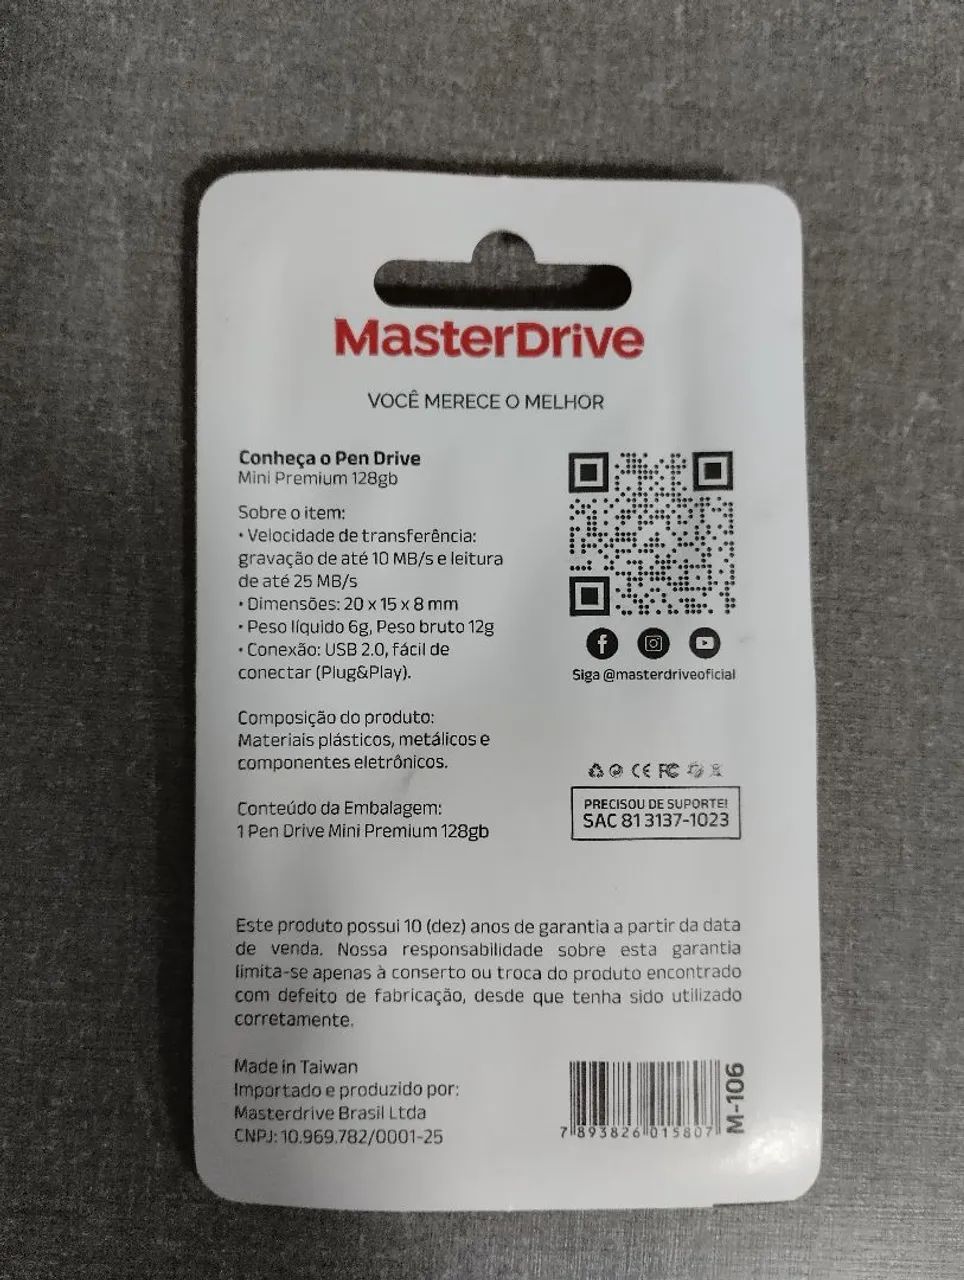 MasterDrive
VOCÊ MERECE O MELHOR
Conheça o Pen Drive
Mini Premium 128gb
Sobre o item:
• Velocidade de transferência:
gravação de até 10 MB/s e leitura
de até 25 MB/s
• Dimensões: 20 x 15 x 8 mm
• Peso líquido 6g, Peso bruto 12g
• Conexão: USB 2.0, fácil de
conectar (Plug&Play).
Composição do produto:
Materiais plásticos, metálicos e
componentes eletrônicos.
Conteúdo da Embalagem:
1 Pen Drive Mini Premium 128gb
Siga @masterdriveoficial
CE FC
PRECISOU DE SUPORTE!
SAC 81 3137-1023
Este produto possui 10 (dez) anos de garantia a partir da data
de venda. Nossa responsabilidade sobre esta garantia
limita-se apenas à conserto ou troca do produto encontrado
com defeito de fabricação, desde que tenha sido utilizado
corretamente.
Made in Taiwan
Importado e produzido por:
Masterdrive Brasil Ltda
CNPJ: 10.969.782/0001-25
7 893826 015807
M-106